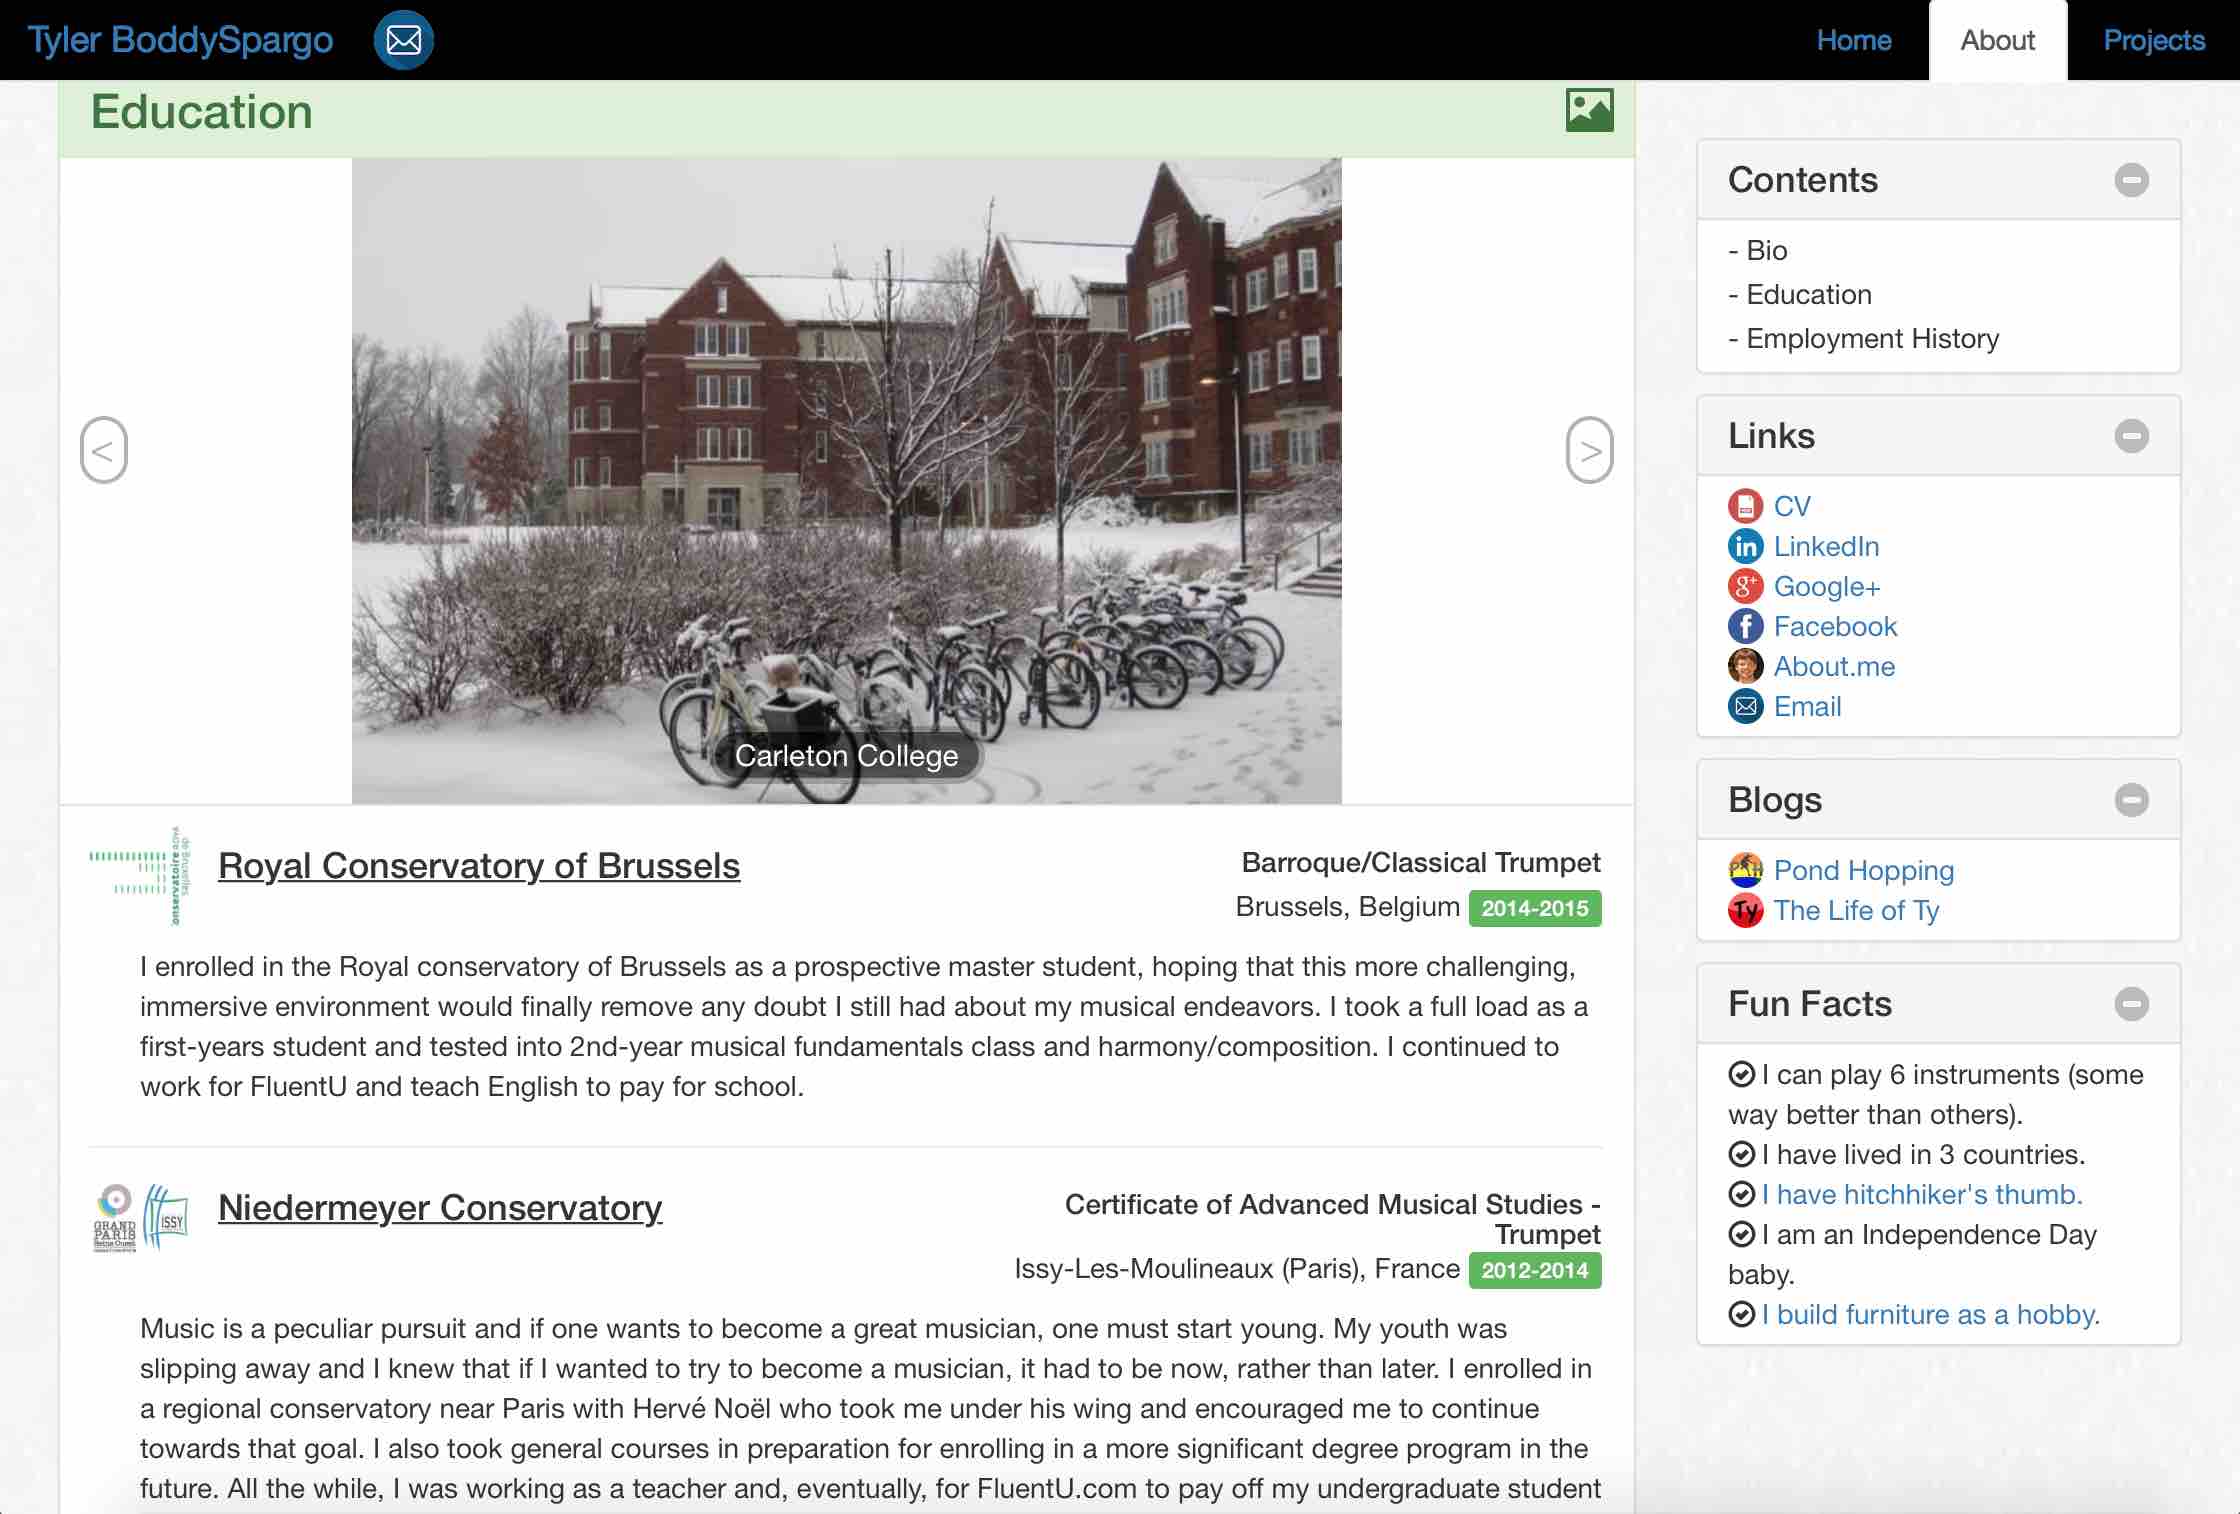 Tyler BoddySpargo
Home
About
Projects
Education
Carleton College
<
>
Royal Conservatory of Brussels
Barroque/Classical Trumpet
Brussels, Belgium 2014-2015
I enrolled in the Royal conservatory of Brussels as a prospective master student, hoping that this more challenging,
immersive environment would finally remove any doubt I still had about my musical endeavors. I took a full load as a
first-years student and tested into 2nd-year musical fundamentals class and harmony/composition. I continued to
work for FluentU and teach English to pay for school.
GRAND
PARIS
ISSY
Niedermeyer Conservatory
Certificate of Advanced Musical Studies -
Trumpet
Issy-Les-Moulineaux (Paris), France 2012-2014
Music is a peculiar pursuit and if one wants to become a great musician, one must start young. My youth was
slipping away and I knew that if I wanted to try to become a musician, it had to be now, rather than later. I enrolled in
a regional conservatory near Paris with Hervé Noël who took me under his wing and encouraged me to continue
towards that goal. I also took general courses in preparation for enrolling in a more significant degree program in the
future. All the while, I was working as a teacher and, eventually, for FluentU.com to pay off my undergraduate student
Contents
- Bio
- Education
- Employment History
Links
CV
in LinkedIn
g+ Google+
f Facebook
About.me
Email
Blogs
PH Pond Hopping
Ty The Life of Ty
Fun Facts
I can play 6 instruments (some
way better than others).
I have lived in 3 countries.
I have hitchhiker's thumb.
I am an Independence Day
baby.
I build furniture as a hobby.